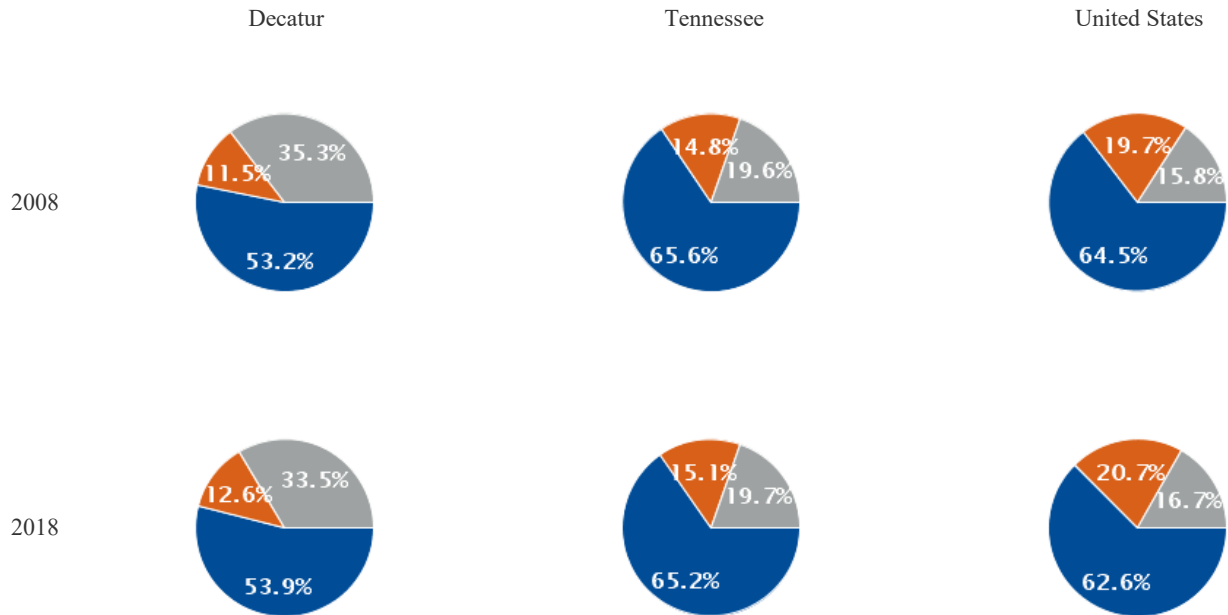 Decatur Tennessee United States
35.3% 14.8% 19.7%
11.5% 19.6% 15.8%
2008
53.2% 65.6% 64.5%
33.5% 15.1% 20.7%
12.6% 19.7% 16.7%
2018
53.9% 65.2% 62.6%